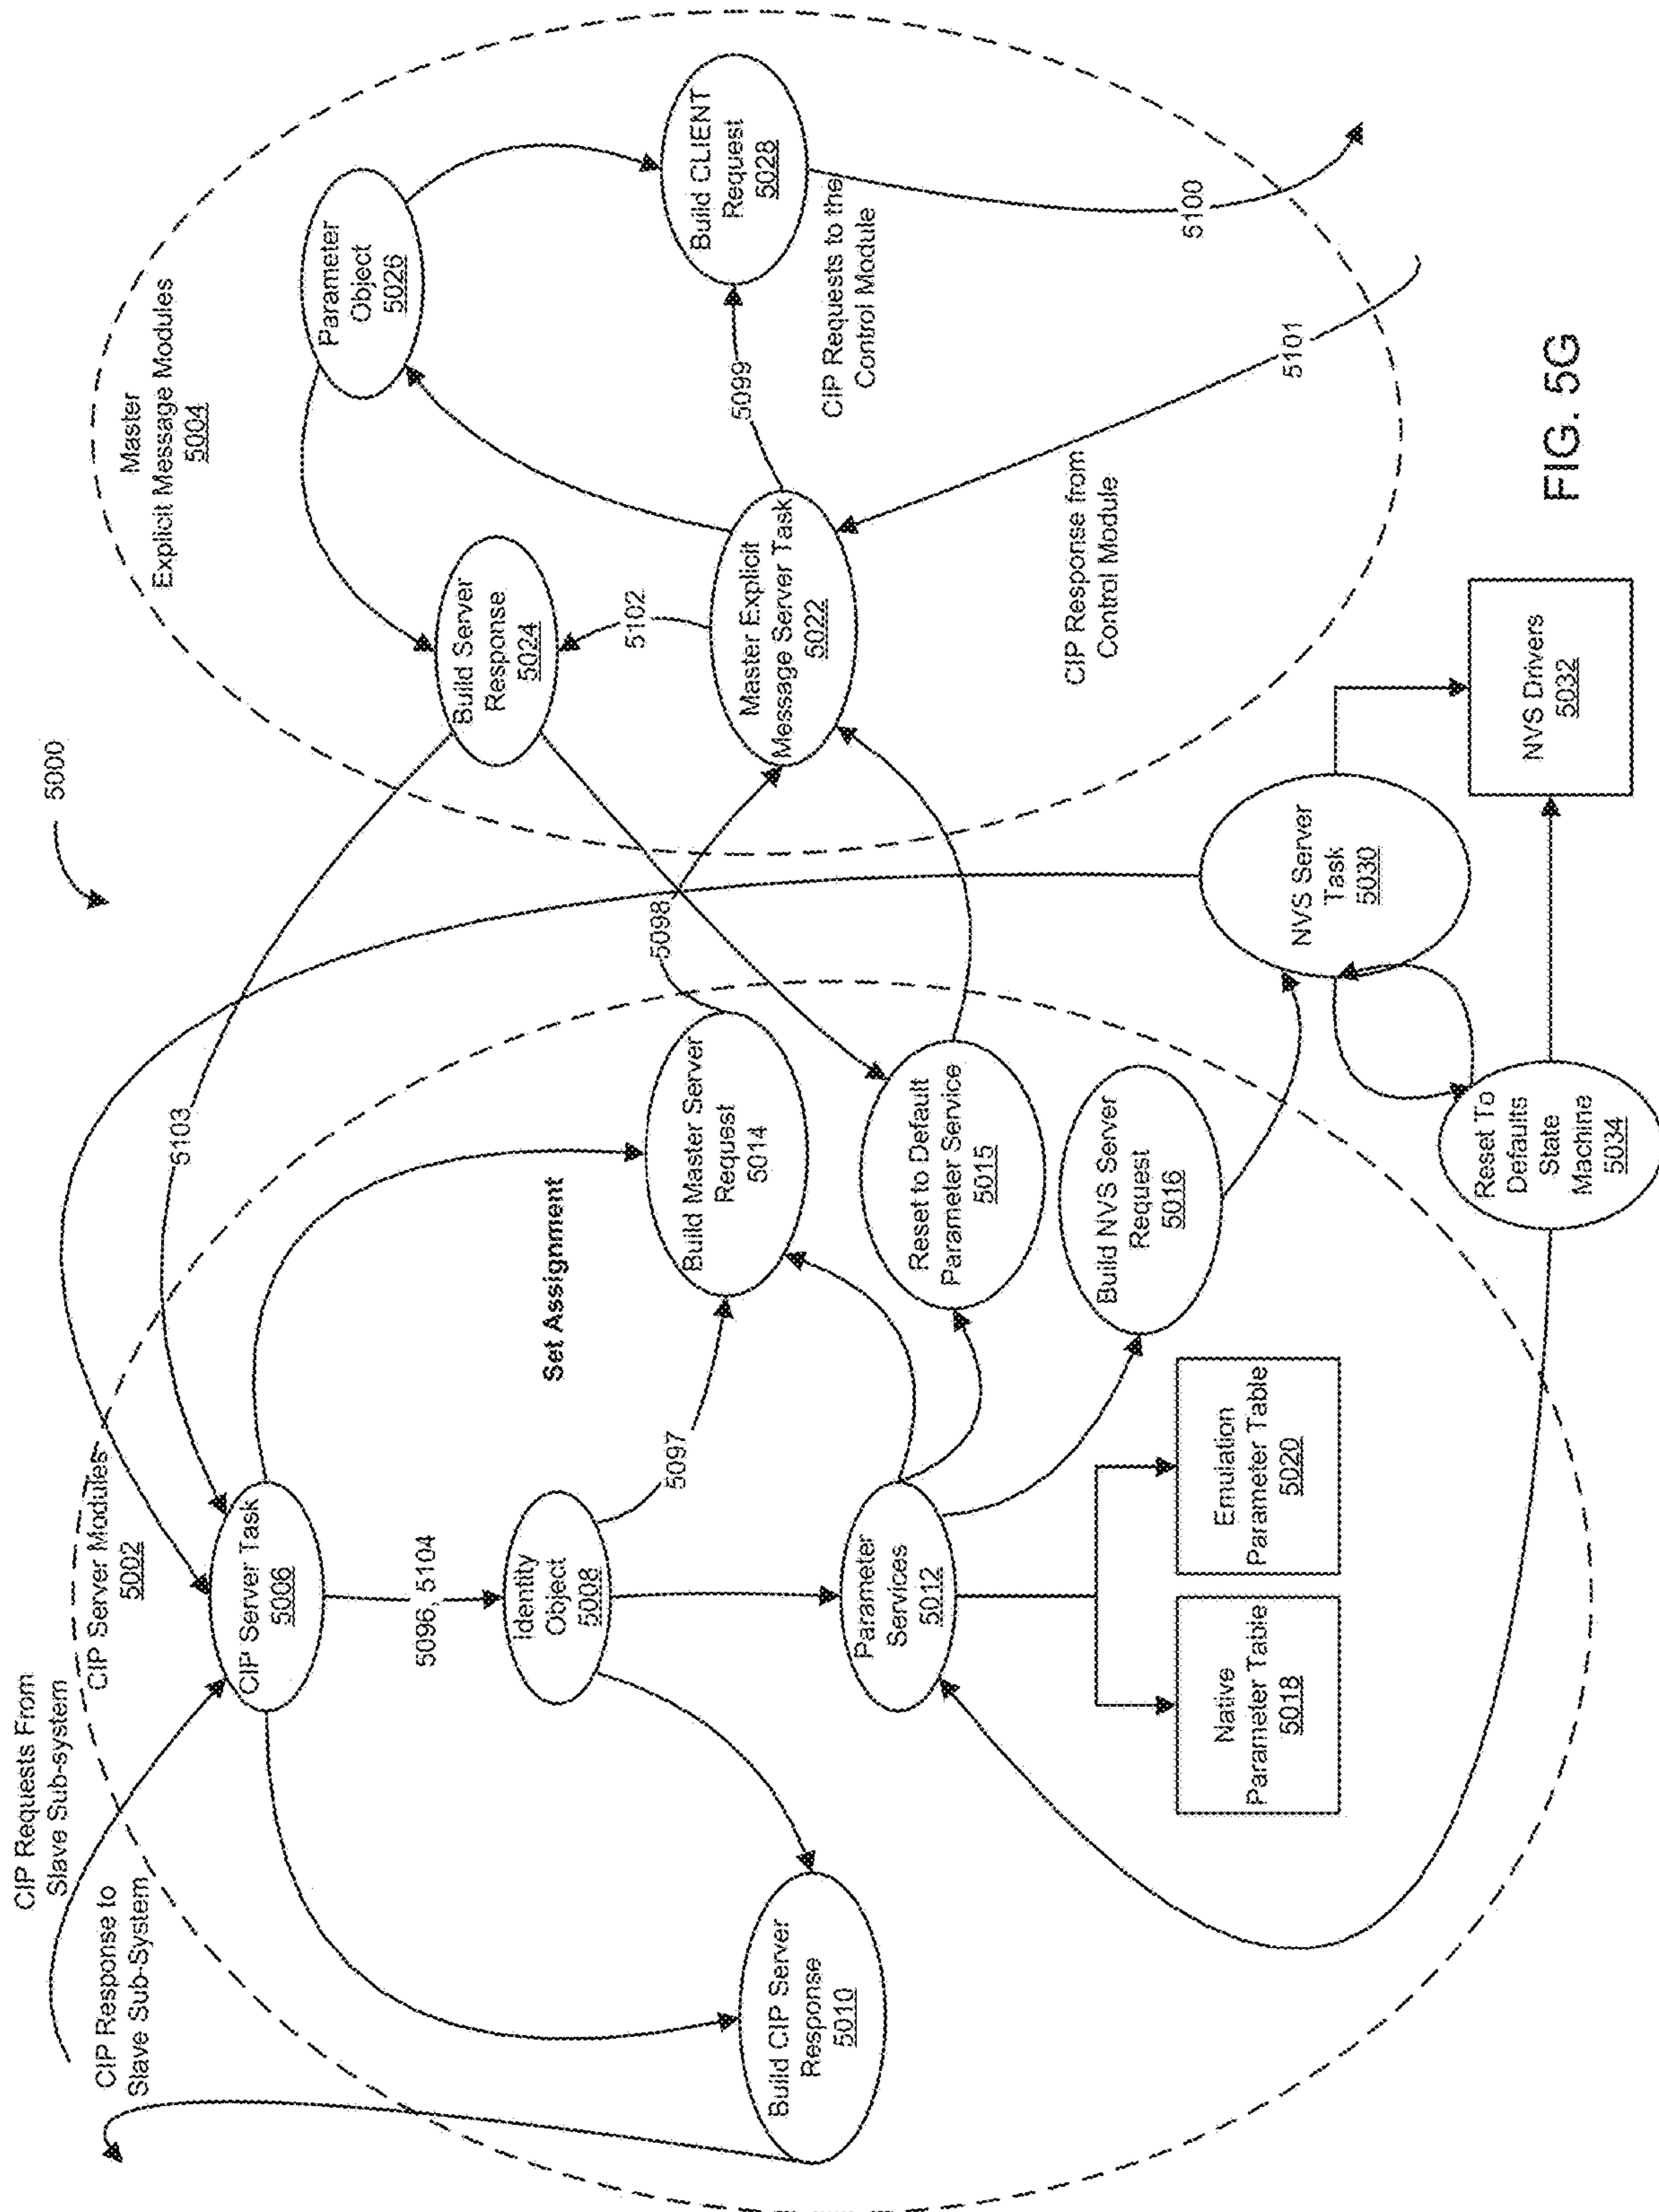 5000
CIP Requests From
Slave Sub-system
CIP Response to
Slave Sub-System
CIP Server Modules
5002
CIP Server Task
5006
5096, 5104
Identity
Object
5008
Build CIP Server
Response
5010
Parameter
Services
5012
Native
Parameter Table
5018
Emulation
Parameter Table
5020
5097
Set Assignment
5103
Build Master Server
Request
5014
Reset to Default
Parameter Service
5015
Build NVS Server
Request
5016
5098
Master
Explicit Message Modules
5004
Build Server
Response
5024
5102
Master Explicit
Message Server Task
5022
Parameter
Object
5026
5099
Build CLIENT
Request
5028
CIP Requests to the
Control Module
5100
5101
CIP Response from
Control Module
NVS Server
Task
5030
NVS Drivers
5032
Reset To
Defaults
State
Machine
5034
FIG. 5G